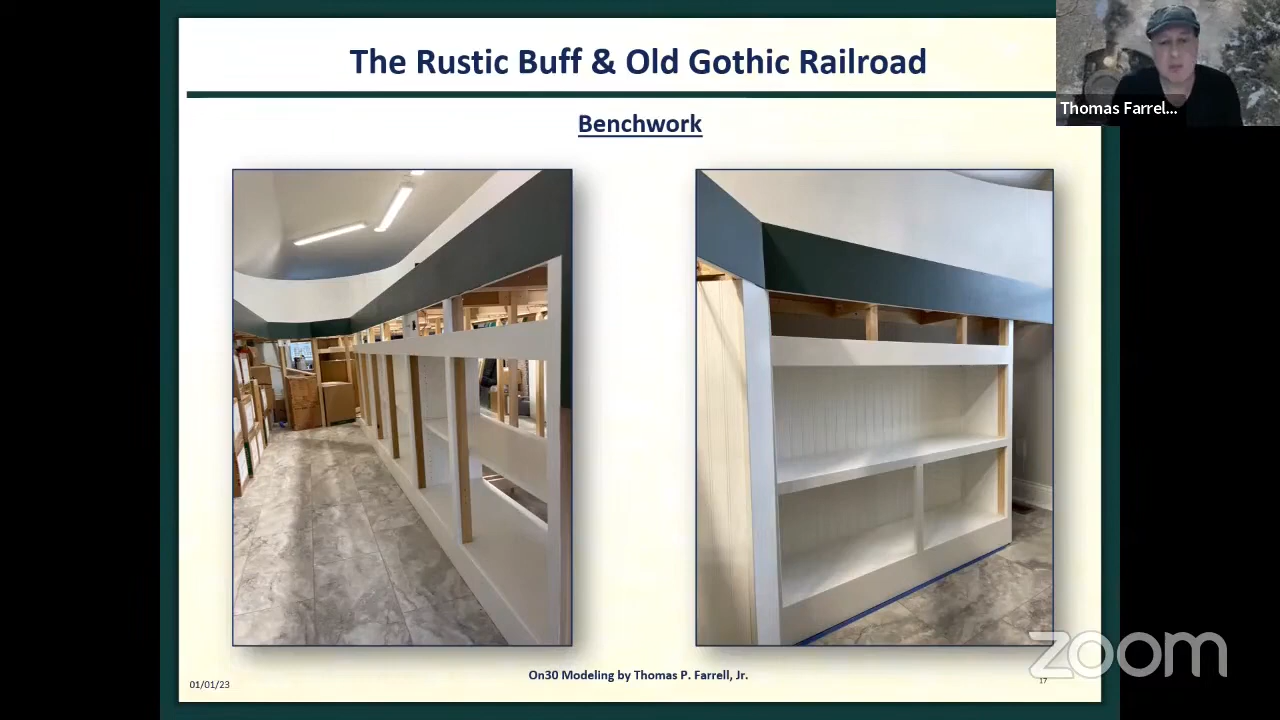 The Rustic Buff & Old Gothic Railroad
Thomas Farrel...
Benchwork
On30 Modeling by Thomas P. Farrell, Jr.
01/01/23
17
zoom